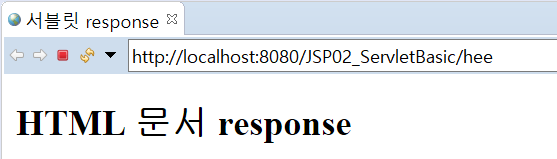 서블릿 response
http://localhost:8080/JSP02_ServletBasic/hee
HTML 문서 response